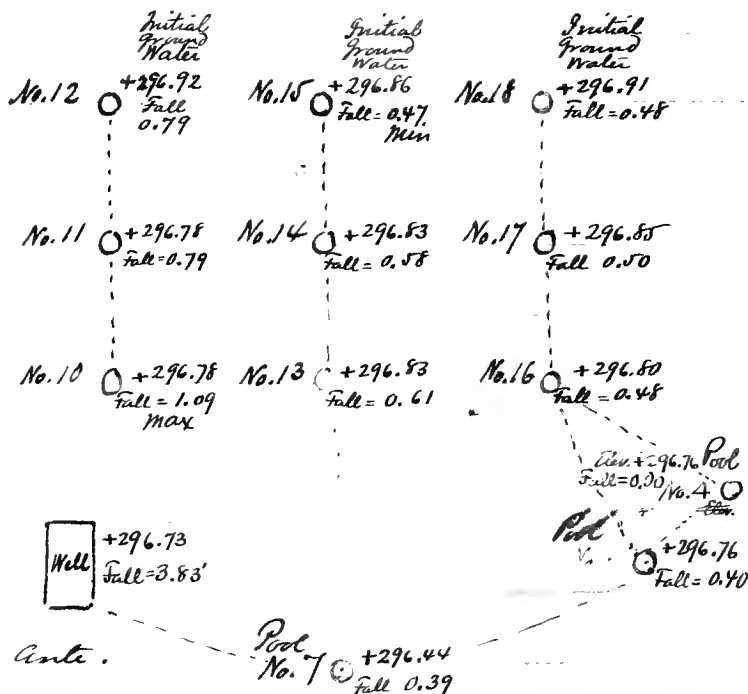 Initial
Ground
Water
Initial
Ground
Water
Initial
Ground
Water
No.12 +296.92
Fall
0.79
No.15 +296.86
Fall = 0.47
Min
No.18 +296.91
Fall = 0.48
No.11 +296.78
Fall = 0.79
No.14 +296.83
Fall = 0.58
No.17 +296.85
Fall 0.50
No.10 +296.78
Fall = 1.09
Max
No.13 +296.83
Fall = 0.61
No.16 +296.80
Fall = 0.48
Elev. +296.76 Pool
Fall = 0.00 No.4
Elev.
Well
+296.73
Fall = 3.83'
Pool
+296.76
Fall = 0.40
Pool
No.7 +296.44
Fall 0.39
ante.